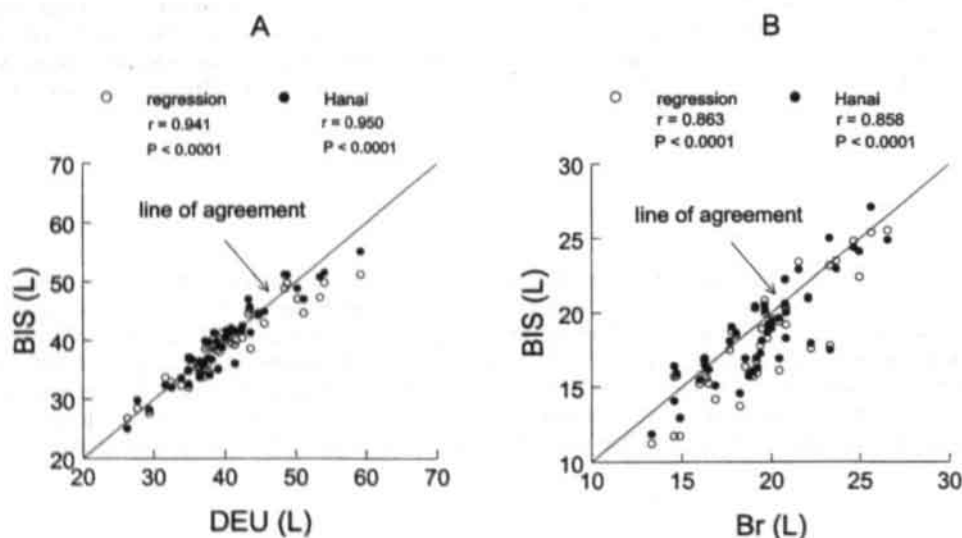 A
○ regression ● Hanai
r = 0.941 r = 0.950
P < 0.0001 P < 0.0001
70
60
50
40
30
20
BIS (L)
line of agreement
20 30 40 50 60 70
DEU (L)
B
○ regression ● Hanai
r = 0.863 r = 0.858
P < 0.0001 P < 0.0001
30
25
20
15
10
BIS (L)
line of agreement
10 15 20 25 30
Br (L)